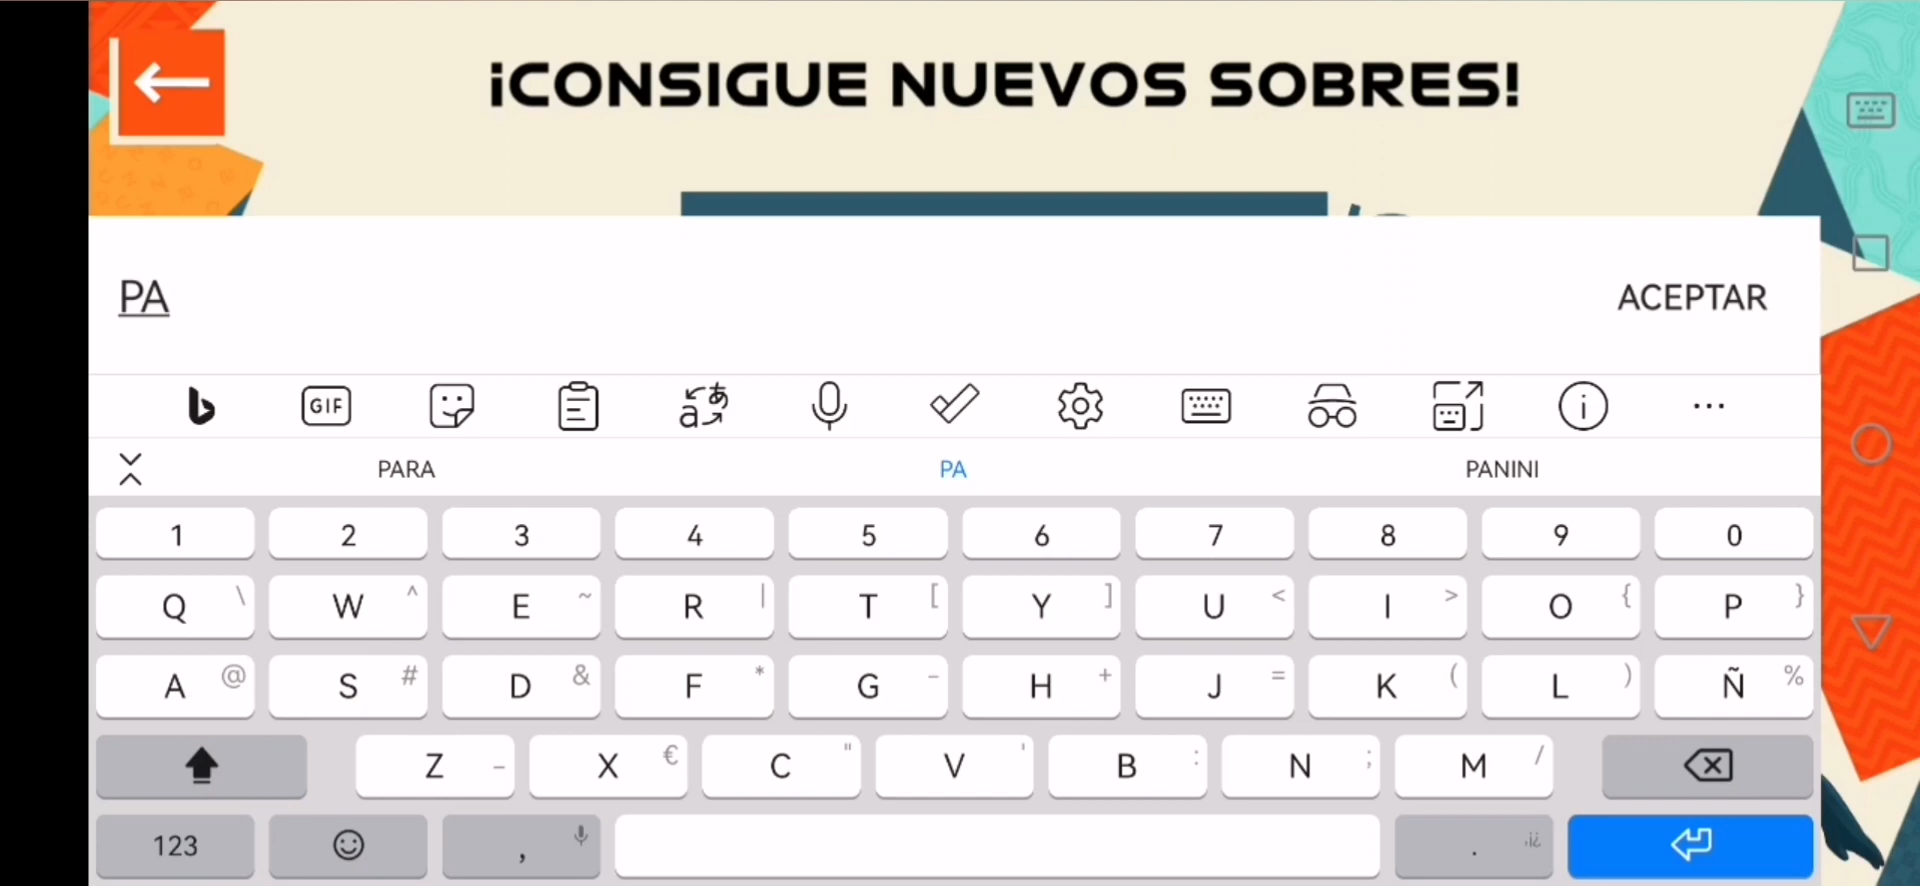 ¡CONSIGUE NUEVOS SOBRES!
PA ACEPTAR
GIF
PARA PA PANINI
1 2 3 4 5 6 7 8 9 0
Q \ W ^ E ~ R | T [ Y ] U < I > O { P }
A @ S # D & F * G - H + J = K ( L ) Ñ %
Z _ X € C " V ' B : N ; M /
123 , . ,¡¿